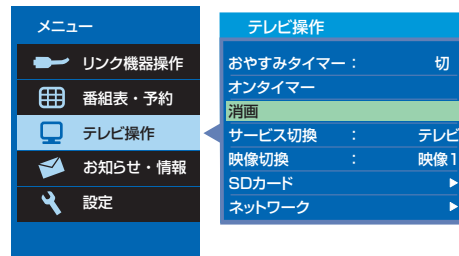 メニュー
リンク機器操作
番組表・予約
テレビ操作
お知らせ・情報
設定
テレビ操作
おやすみタイマー： 切
オンタイマー
消画
サービス切換 ： テレビ
映像切換 ： 映像1
SDカード
ネットワーク